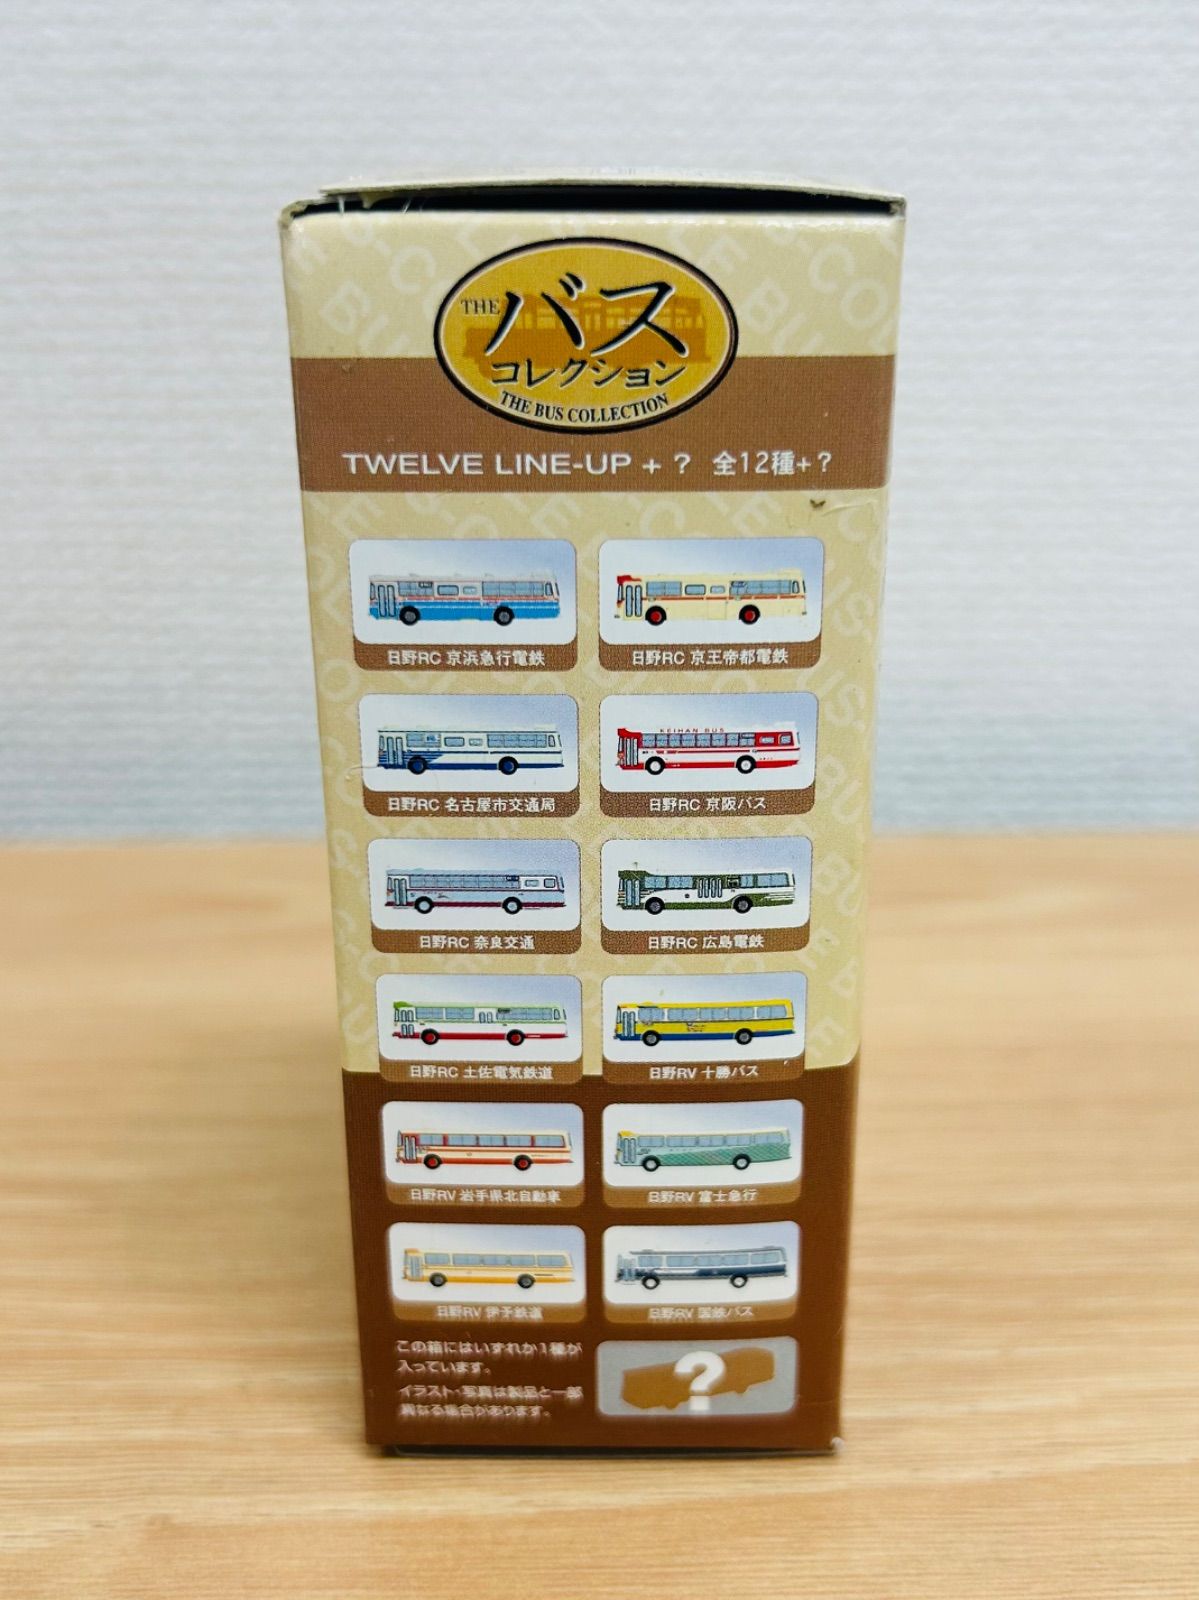 THE バス
コレクション
THE BUS COLLECTION
TWELVE LINE-UP + ? 全12種+?
日野RC 京浜急行電鉄
日野RC 京王帝都電鉄
日野RC 名古屋市交通局
KEIHAN BUS
日野RC 京阪バス
日野RC 奈良交通
日野RC 広島電鉄
日野RC 土佐電気鉄道
日野RV 十勝バス
日野RV 岩手県北自動車
日野RV 富士急行
日野RV 伊予鉄道
日野RV 国鉄バス
この箱にはいずれか1種が
入っています。
イラスト・写真は製品と一部
異なる場合があります。
?